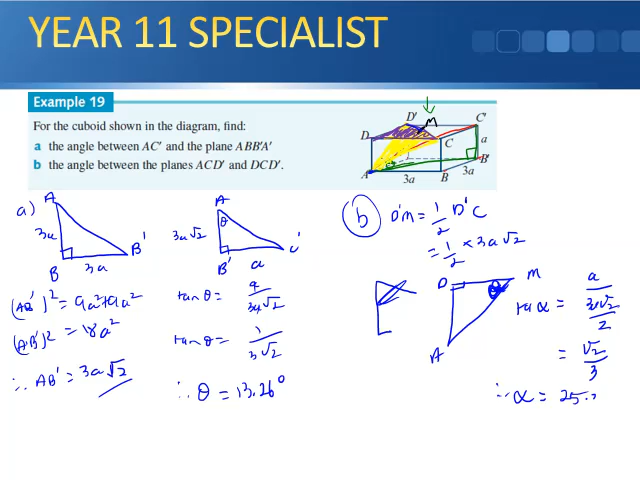 YEAR 11 SPECIALIST
Example 19
For the cuboid shown in the diagram, find:
a the angle between AC′ and the plane ABB′A′
b the angle between the planes ACD′ and DCD′.
D′ M C′
D C a
B′
A 3a B 3a
a)
A
3a
B 3a B'
(AB')² = 9a²+9a²
(AB')² = 18a²
∴ AB' = 3a√2
A
θ
3a√2
B' a C'
tan θ = a/3a√2
tan θ = 1/3√2
∴ θ = 13.26°
(b) D'M = 1/2 D'C
= 1/2 × 3a√2
D M
A
tan α = a/(3a√2/2)
= √2/3
∴ α = 25.